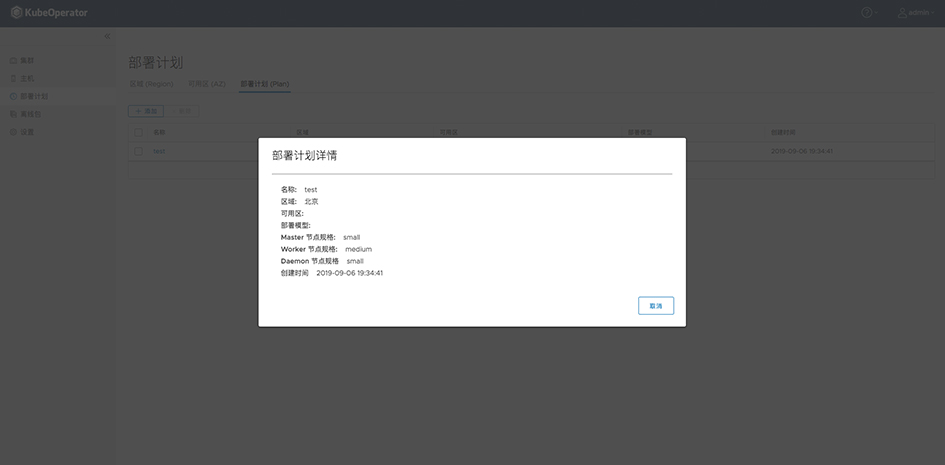 KubeOperator
admin
集群
主机
部署计划
离线包
设置
部署计划
区域 (Region) 可用区 (AZ) 部署计划 (Plan)
添加
名称 区域 可用区 部署模型 创建时间
test 2019-09-06 19:34:41
部署计划详情
名称: test
区域: 北京
可用区:
部署模型:
Master 节点规格: small
Worker 节点规格: medium
Daemon 节点规格 small
创建时间 2019-09-06 19:34:41
取消